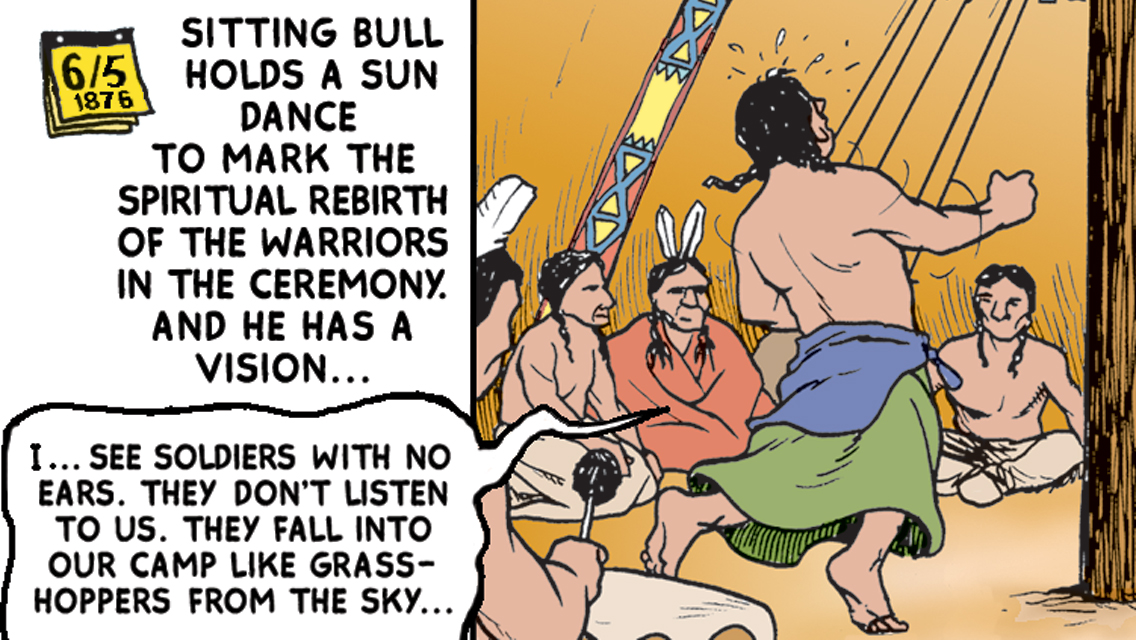 6/5
1876
SITTING BULL
HOLDS A SUN
DANCE
TO MARK THE
SPIRITUAL REBIRTH
OF THE WARRIORS
IN THE CEREMONY.
AND HE HAS A
VISION...
I... SEE SOLDIERS WITH NO
EARS. THEY DON'T LISTEN
TO US. THEY FALL INTO
OUR CAMP LIKE GRASS-
HOPPERS FROM THE SKY...